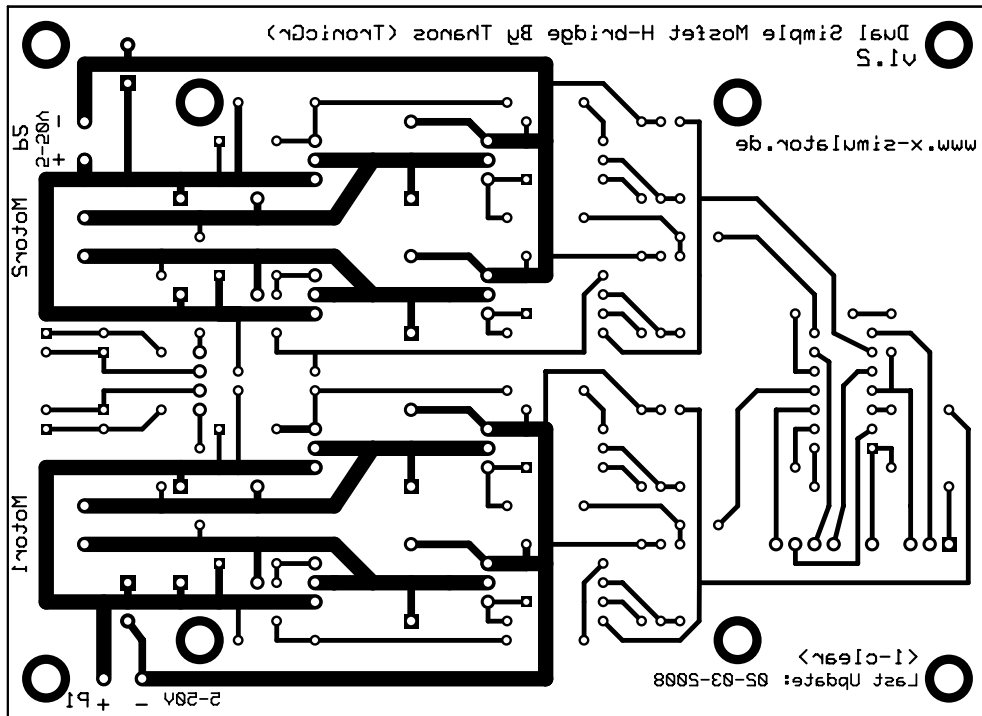 Dual Simple Mosfet H-bridge By Thanos (TronicGr)
v1.2
www.x-simulator.de
P2
5-50V
- +
Motor2
Motor1
(1-clear)
Last Update: 02-03-2008
P1 + - 5-50V